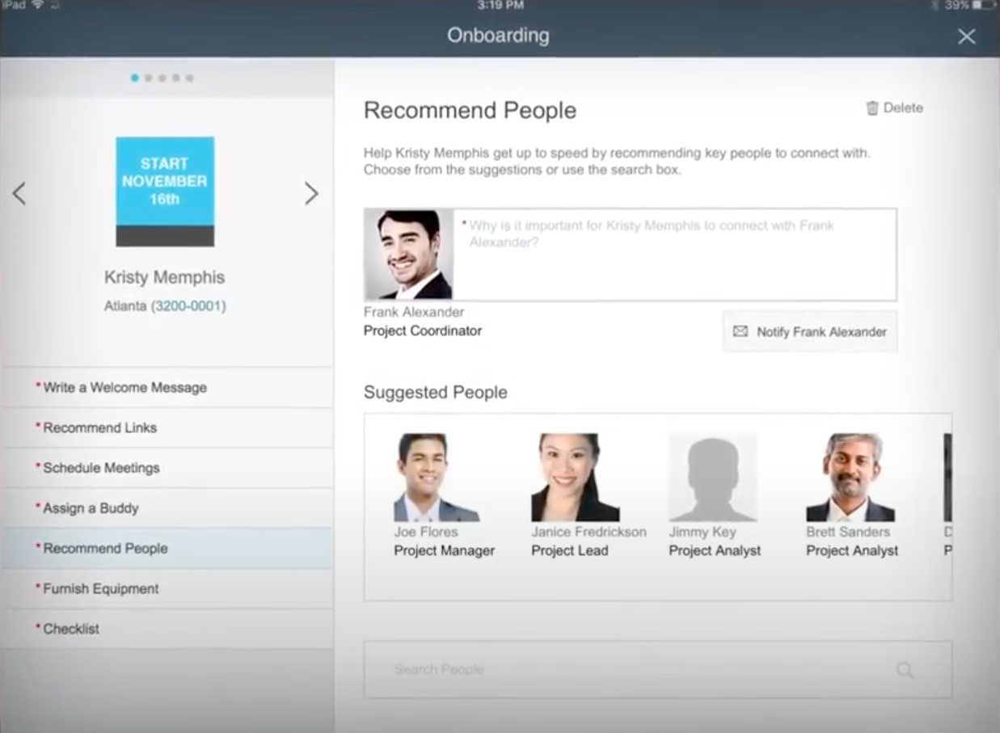 iPad
3:19 PM
39%
Onboarding
START
NOVEMBER
16th
Kristy Memphis
Atlanta (3200-0001)
* Write a Welcome Message
* Recommend Links
* Schedule Meetings
* Assign a Buddy
* Recommend People
* Furnish Equipment
* Checklist
Recommend People
Delete
Help Kristy Memphis get up to speed by recommending key people to connect with.
Choose from the suggestions or use the search box.
* Why is it important for Kristy Memphis to connect with Frank
Alexander?
Frank Alexander
Project Coordinator
Notify Frank Alexander
Suggested People
Joe Flores
Project Manager
Janice Fredrickson
Project Lead
Jimmy Key
Project Analyst
Brett Sanders
Project Analyst
D
P
Search People